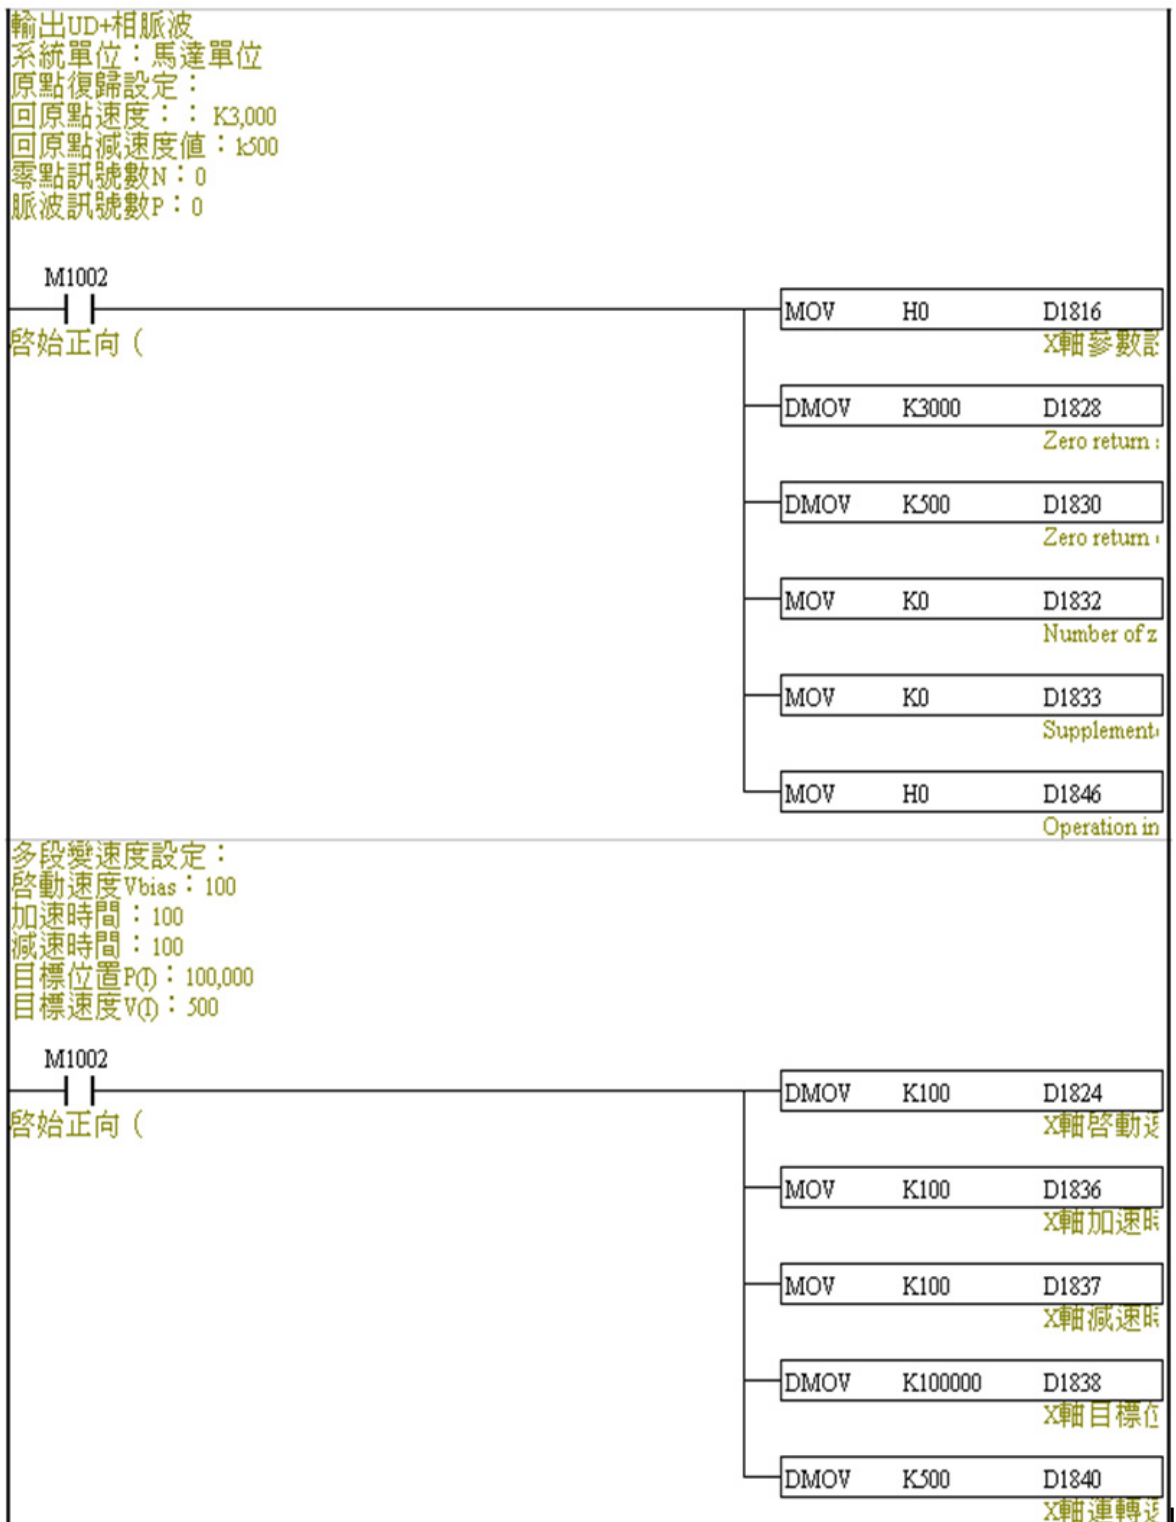 輸出UD+相脈波
系統單位：馬達單位
原點復歸設定：
回原點速度：：K3,000
回原點減速度值：k500
零點訊號數N：0
脈波訊號數P：0
M1002
啓始正向（
MOV H0 D1816
X軸參數設
DMOV K3000 D1828
Zero return
DMOV K500 D1830
Zero return
MOV K0 D1832
Number of z
MOV K0 D1833
Supplement
MOV H0 D1846
Operation in
多段變速度設定：
啓動速度Vbias：100
加速時間：100
減速時間：100
目標位置P(I)：100,000
目標速度V(I)：500
M1002
啓始正向（
DMOV K100 D1824
X軸啓動速
MOV K100 D1836
X軸加速時
MOV K100 D1837
X軸減速時
DMOV K100000 D1838
X軸目標位
DMOV K500 D1840
X軸運轉速